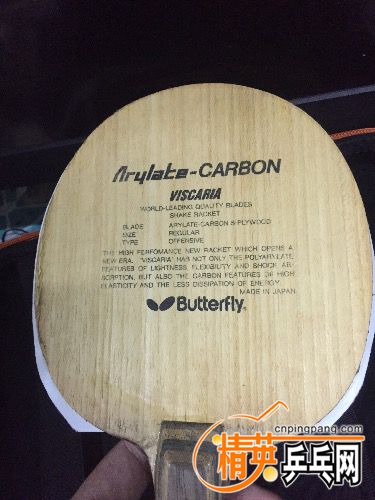 Arylate-CARBON
VISCARIA
WORLD-LEADING QUALITY BLADES
SHAKE RACKET
BLADE ARYLATE-CARBON 5 PLYWOOD
SIZE REGULAR
TYPE OFFENSIVE
THE HIGH PERFOMANCE NEW RACKET WHICH OPENS A
NEW ERA. "VISCARIA" HAS NOT ONLY THE POLYARYLATE
FEATURES OF LIGHTNESS, FLEXIBILITY AND SHOCK AB-
SORPTION, BUT ALSO THE CARBON FEATURES OF HIGH
ELASTICITY AND THE LESS DISSIPATION OF ENERGY.
MADE IN JAPAN
Butterfly
cnpingpang.com
精英乒乓网